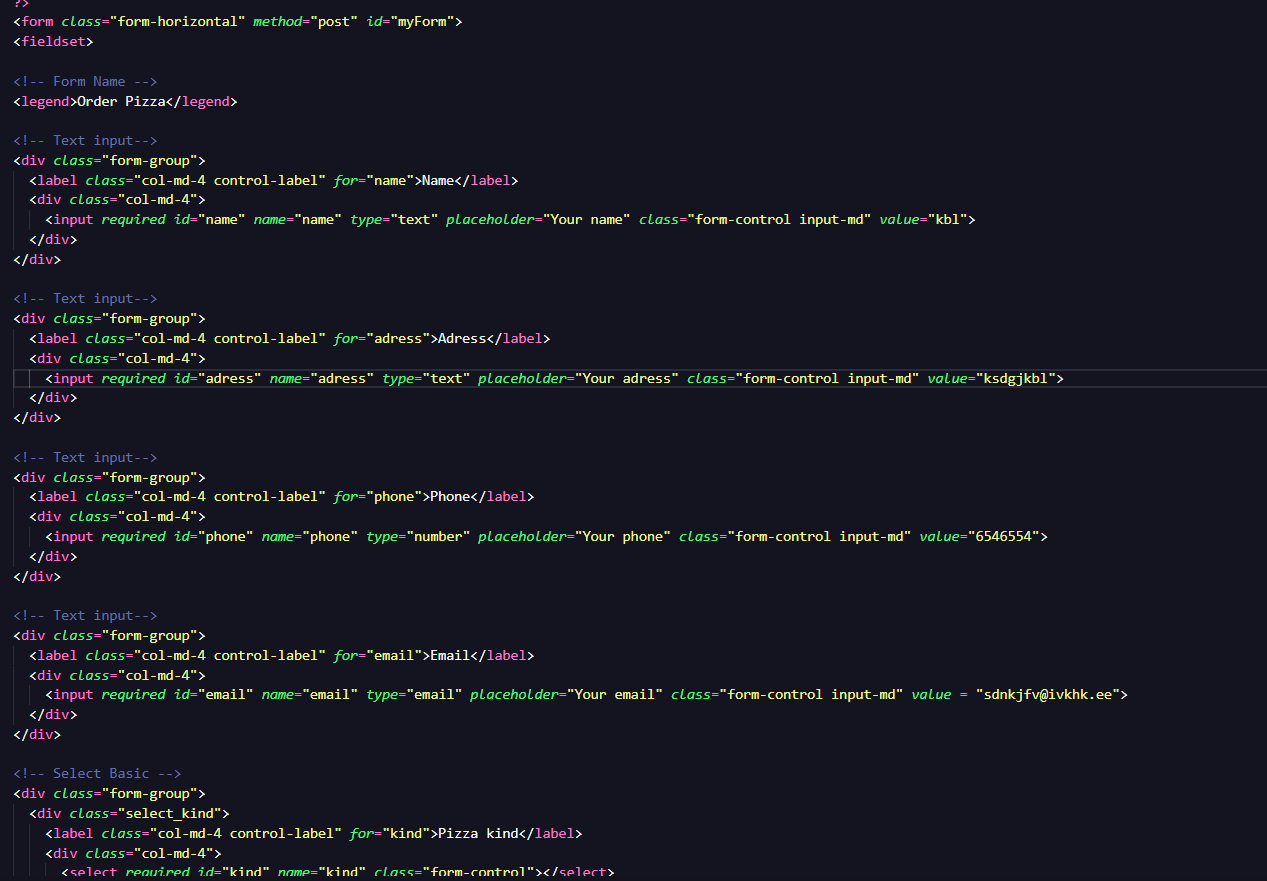 ?>
<form class="form-horizontal" method="post" id="myForm">
<fieldset>
<!-- Form Name -->
<legend>Order Pizza</legend>
<!-- Text input-->
<div class="form-group">
<label class="col-md-4 control-label" for="name">Name</label>
<div class="col-md-4">
<input required id="name" name="name" type="text" placeholder="Your name" class="form-control input-md" value="kbl">
</div>
</div>
<!-- Text input-->
<div class="form-group">
<label class="col-md-4 control-label" for="adress">Adress</label>
<div class="col-md-4">
<input required id="adress" name="adress" type="text" placeholder="Your adress" class="form-control input-md" value="ksdgjkbl">
</div>
</div>
<!-- Text input-->
<div class="form-group">
<label class="col-md-4 control-label" for="phone">Phone</label>
<div class="col-md-4">
<input required id="phone" name="phone" type="number" placeholder="Your phone" class="form-control input-md" value="6546554">
</div>
</div>
<!-- Text input-->
<div class="form-group">
<label class="col-md-4 control-label" for="email">Email</label>
<div class="col-md-4">
<input required id="email" name="email" type="email" placeholder="Your email" class="form-control input-md" value = "sdnkjfv@ivkhk.ee">
</div>
</div>
<!-- Select Basic -->
<div class="form-group">
<div class="select_kind">
<label class="col-md-4 control-label" for="kind">Pizza kind</label>
<div class="col-md-4">
<select required id="kind" name="kind" class="form-control"></select>